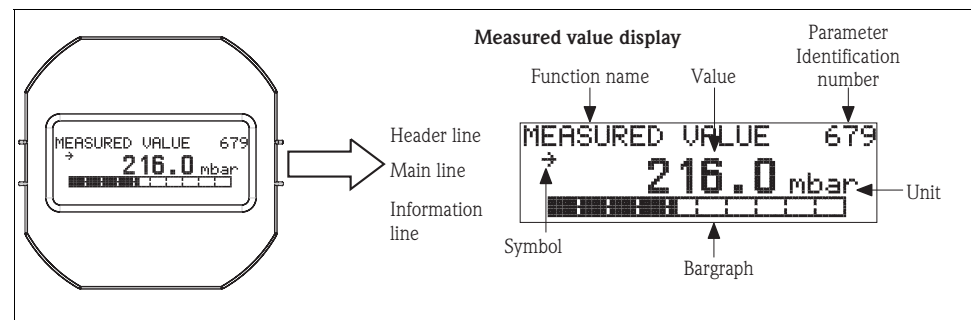 MEASURED VALUE 679
216.0 mbar
Header line
Main line
Information
line
Measured value display
Function name
Value
Parameter
Identification
number
MEASURED VALUE 679
216.0 mbar
Unit
Symbol
Bargraph